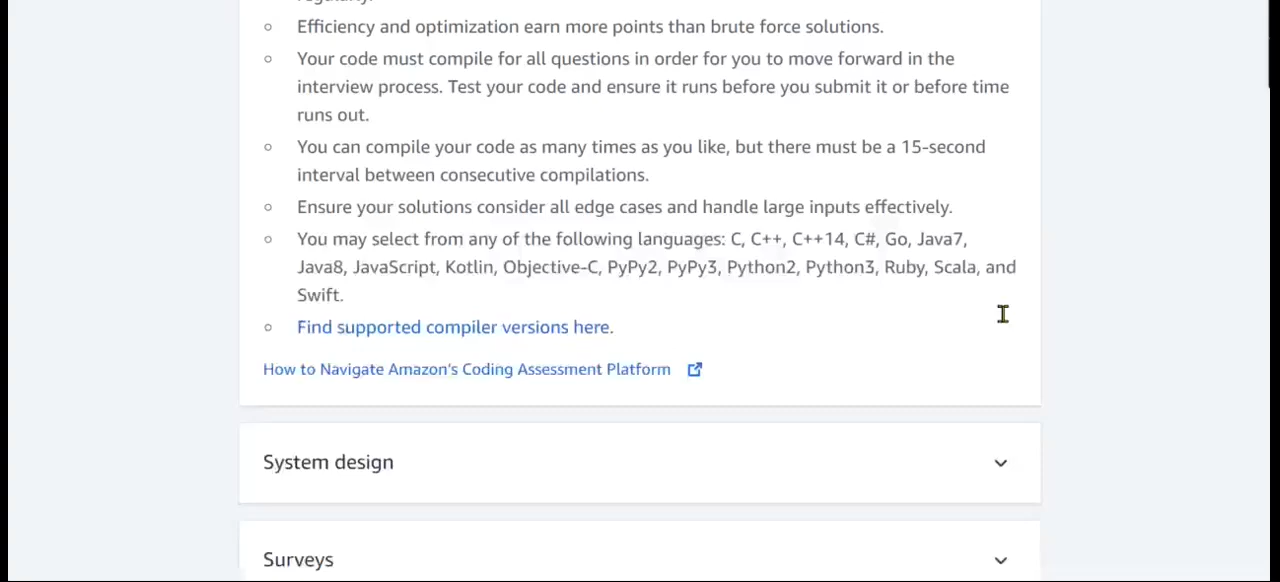 Efficiency and optimization earn more points than brute force solutions.
Your code must compile for all questions in order for you to move forward in the
interview process. Test your code and ensure it runs before you submit it or before time
runs out.
You can compile your code as many times as you like, but there must be a 15-second
interval between consecutive compilations.
Ensure your solutions consider all edge cases and handle large inputs effectively.
You may select from any of the following languages: C, C++, C++14, C#, Go, Java7,
Java8, JavaScript, Kotlin, Objective-C, PyPy2, PyPy3, Python2, Python3, Ruby, Scala, and
Swift.
Find supported compiler versions here.
How to Navigate Amazon's Coding Assessment Platform
System design
Surveys